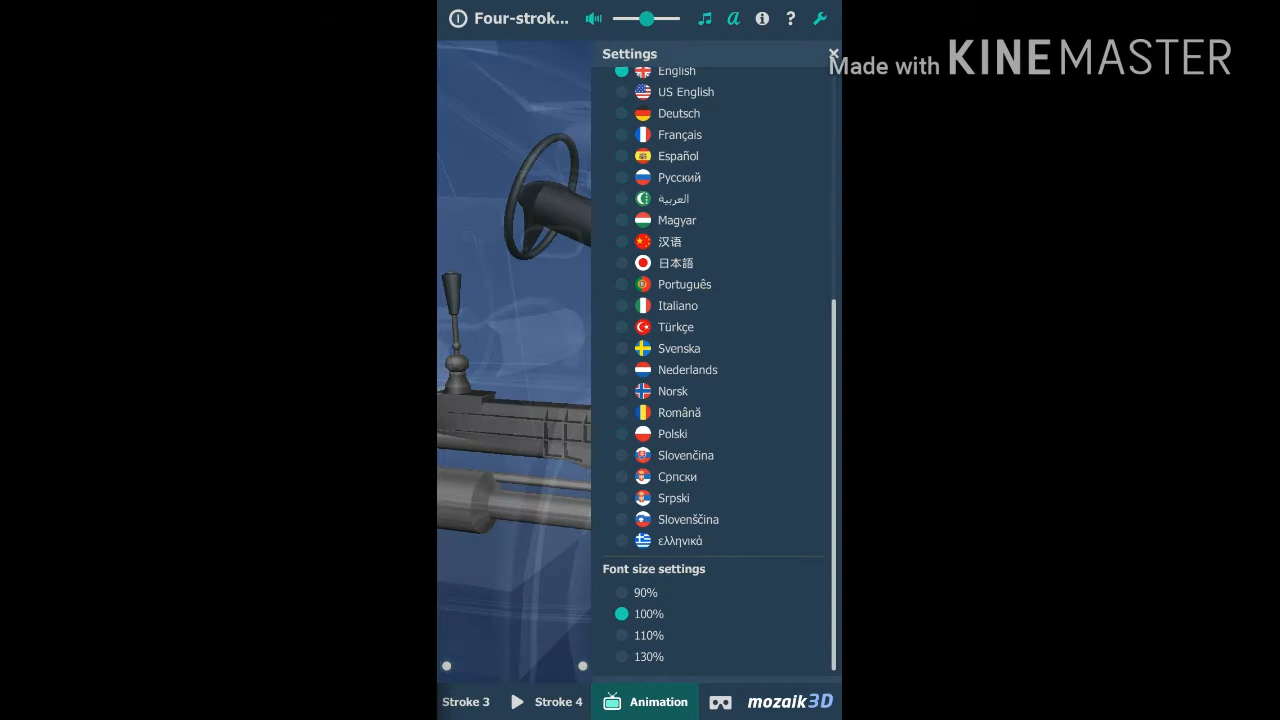 Four-strok...
Settings
Made with KINEMASTER
English
US English
Deutsch
Français
Español
Русский
العربية
Magyar
汉语
日本語
Português
Italiano
Türkçe
Svenska
Nederlands
Norsk
Română
Polski
Slovenčina
Српски
Srpski
Slovenščina
ελληνικά
Font size settings
90%
100%
110%
130%
Stroke 3
Stroke 4
Animation
mozaik3D